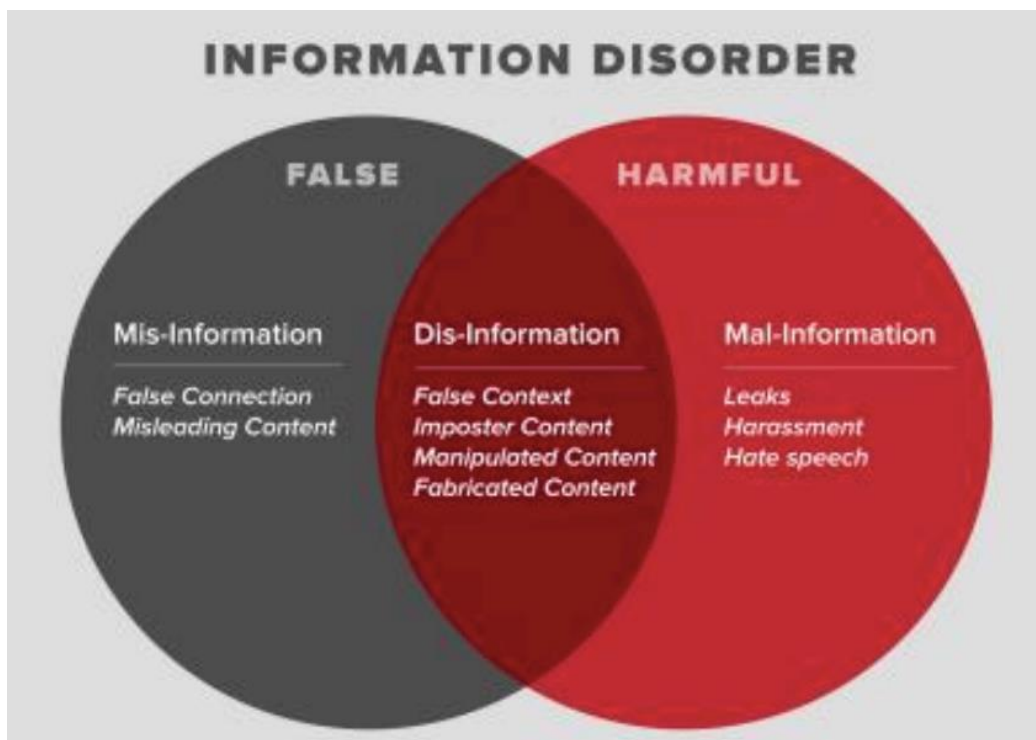 INFORMATION DISORDER
FALSE
HARMFUL
Mis-Information
False Connection
Misleading Content
Dis-Information
False Context
Imposter Content
Manipulated Content
Fabricated Content
Mal-Information
Leaks
Harassment
Hate speech